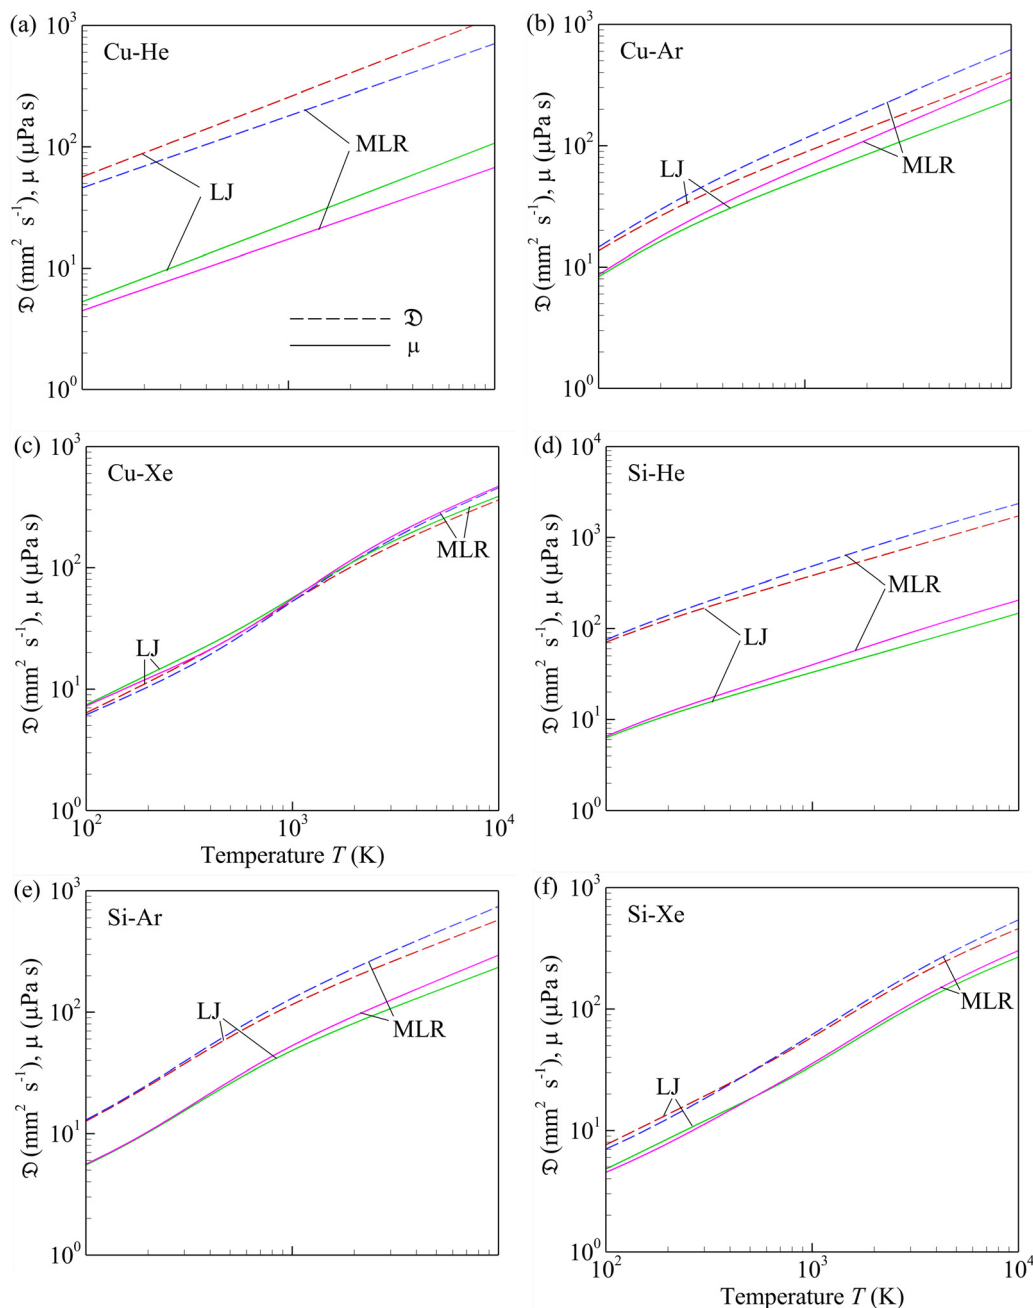 (a)
Cu-He
10³
10²
10¹
10⁰
𝔇 (mm² s⁻¹), μ (μPa s)
MLR
LJ
𝔇
μ
(b)
Cu-Ar
10³
10²
10¹
10⁰
𝔇 (mm² s⁻¹), μ (μPa s)
LJ
MLR
(c)
Cu-Xe
10³
10²
10¹
10⁰
𝔇 (mm² s⁻¹), μ (μPa s)
MLR
LJ
10² 10³ 10⁴
Temperature T (K)
(d)
Si-He
10⁴
10³
10²
10¹
10⁰
𝔇 (mm² s⁻¹), μ (μPa s)
MLR
LJ
(e)
Si-Ar
10³
10²
10¹
10⁰
𝔇 (mm² s⁻¹), μ (μPa s)
LJ
MLR
(f)
Si-Xe
10³
10²
10¹
10⁰
𝔇 (mm² s⁻¹), μ (μPa s)
MLR
LJ
10² 10³ 10⁴
Temperature T (K)